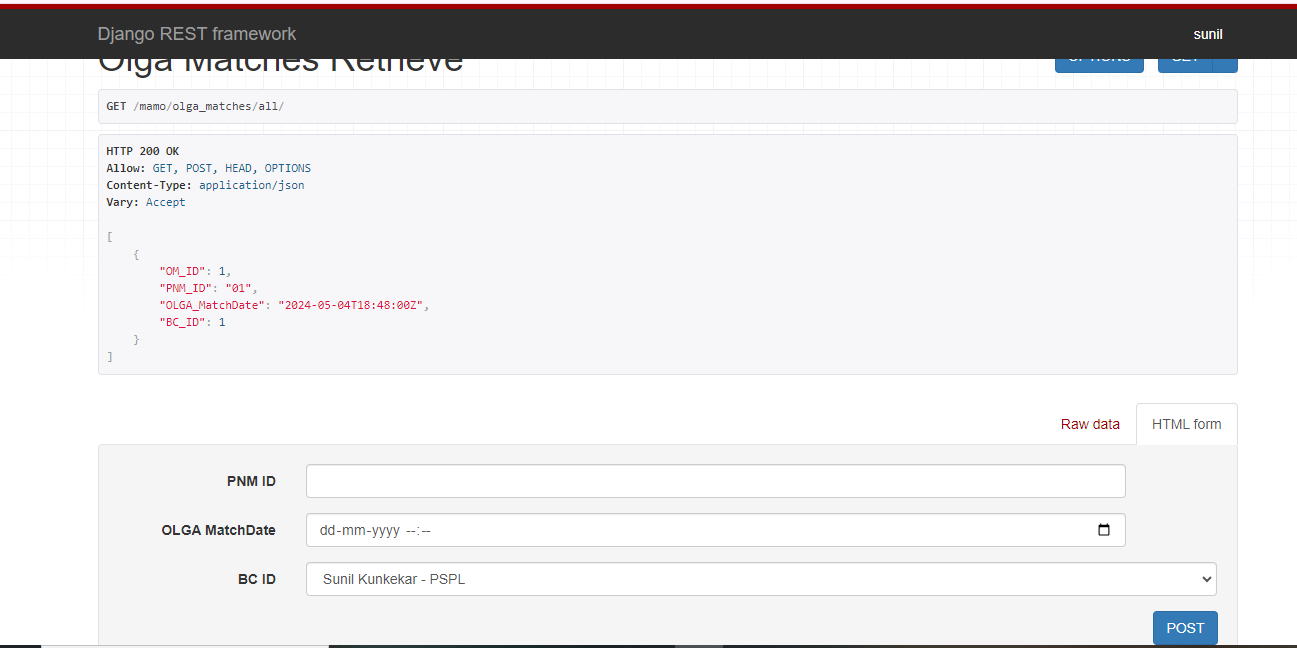 Django REST framework
sunil
Olga Matches Retrieve
OPTIONS
GET
GET /mamo/olga_matches/all/
HTTP 200 OK
Allow: GET, POST, HEAD, OPTIONS
Content-Type: application/json
Vary: Accept
[
{
"OM_ID": 1,
"PNM_ID": "01",
"OLGA_MatchDate": "2024-05-04T18:48:00Z",
"BC_ID": 1
}
]
Raw data
HTML form
PNM ID
OLGA MatchDate
dd-mm-yyyy --:--
BC ID
Sunil Kunkekar - PSPL
POST